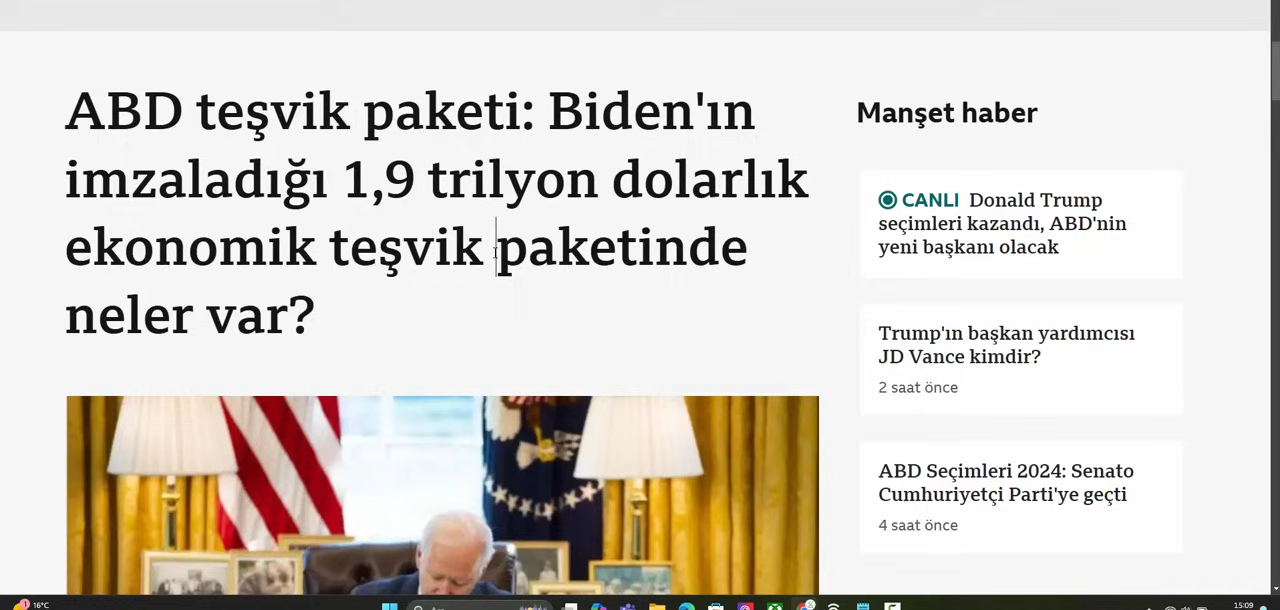 ABD teşvik paketi: Biden'ın
imzaladığı 1,9 trilyon dolarlık
ekonomik teşvik paketinde
neler var?
Manşet haber
CANLI Donald Trump
seçimleri kazandı, ABD'nin
yeni başkanı olacak
Trump'ın başkan yardımcısı
JD Vance kimdir?
2 saat önce
ABD Seçimleri 2024: Senato
Cumhuriyetçi Parti'ye geçti
4 saat önce
1
16°C
15:09